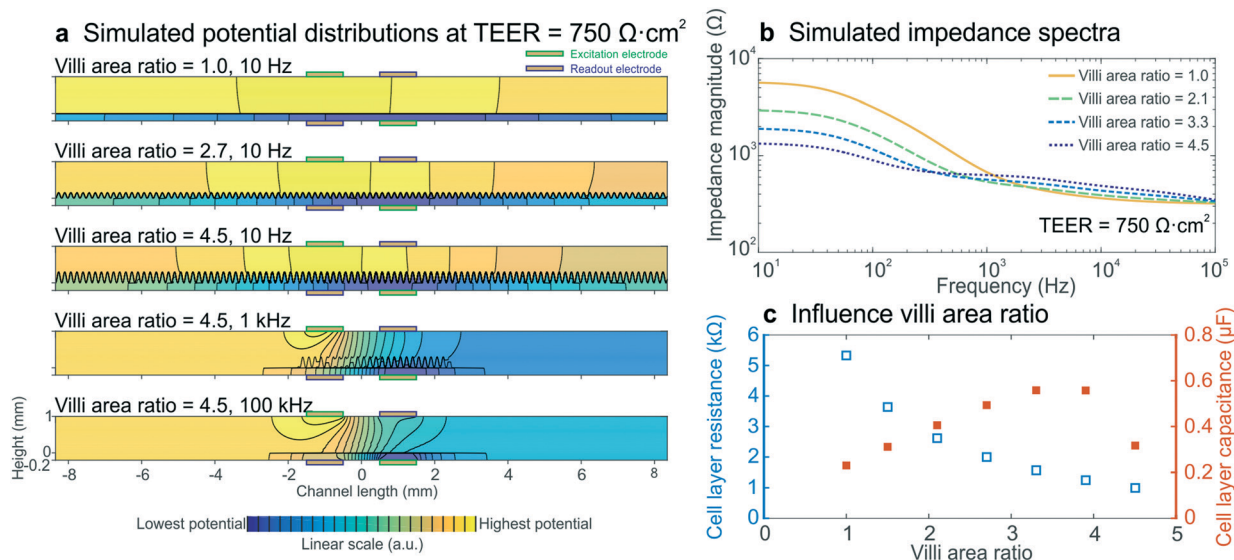 a Simulated potential distributions at TEER = 750 Ω·cm²
Excitation electrode
Readout electrode
Villi area ratio = 1.0, 10 Hz
Villi area ratio = 2.7, 10 Hz
Villi area ratio = 4.5, 10 Hz
Villi area ratio = 4.5, 1 kHz
Villi area ratio = 4.5, 100 kHz
Height (mm)
1
0
-0.2
-8 -6 -4 -2 0 2 4 6 8
Channel length (mm)
Lowest potential
Highest potential
Linear scale (a.u.)
b Simulated impedance spectra
Impedance magnitude (Ω)
10⁴
10³
10²
Villi area ratio = 1.0
Villi area ratio = 2.1
Villi area ratio = 3.3
Villi area ratio = 4.5
TEER = 750 Ω·cm²
10¹ 10² 10³ 10⁴ 10⁵
Frequency (Hz)
c Influence villi area ratio
Cell layer resistance (kΩ)
6
5
4
3
2
1
0
Cell layer capacitance (µF)
0.8
0.6
0.4
0.2
0
0 1 2 3 4 5
Villi area ratio